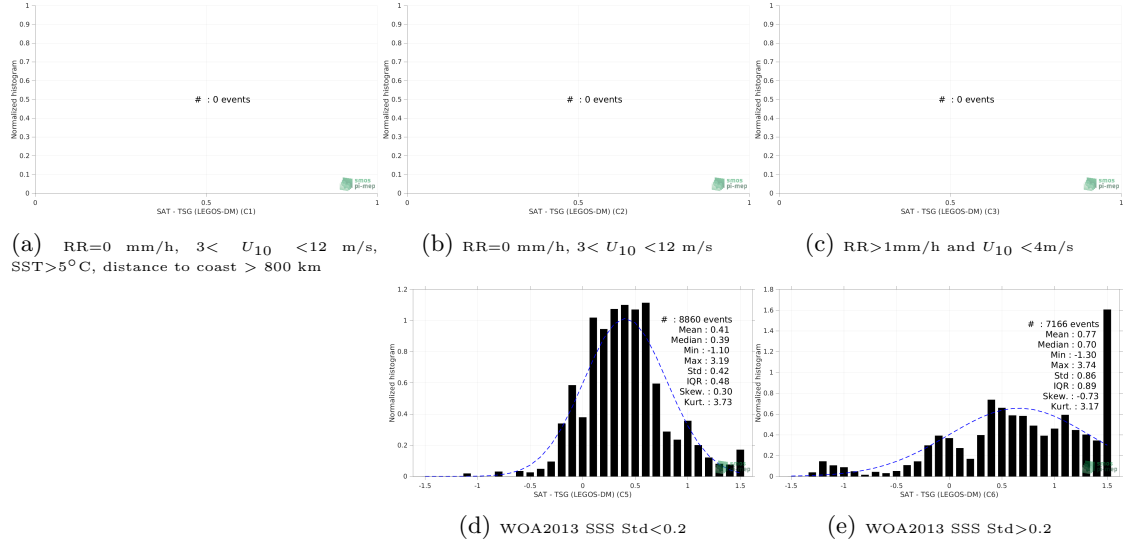 1
0.9
0.8
0.7
0.6
0.5
0.4
0.3
0.2
0.1
0
Normalized histogram
# : 0 events
0 0.5 1
SAT - TSG (LEGOS-DM) (C1)
smos
pi-mep
(a) RR=0 mm/h, 3< U10 <12 m/s,
SST>5°C, distance to coast > 800 km
1
0.9
0.8
0.7
0.6
0.5
0.4
0.3
0.2
0.1
0
Normalized histogram
# : 0 events
0 0.5 1
SAT - TSG (LEGOS-DM) (C2)
smos
pi-mep
(b) RR=0 mm/h, 3< U10 <12 m/s
1
0.9
0.8
0.7
0.6
0.5
0.4
0.3
0.2
0.1
0
Normalized histogram
# : 0 events
0 0.5 1
SAT - TSG (LEGOS-DM) (C3)
smos
pi-mep
(c) RR>1mm/h and U10 <4m/s
1.2
1
0.8
0.6
0.4
0.2
0
Normalized histogram
# : 8860 events
Mean : 0.41
Median : 0.39
Min : -1.10
Max : 3.19
Std : 0.42
IQR : 0.48
Skew. : 0.30
Kurt. : 3.73
-1.5 -1 -0.5 0 0.5 1 1.5
SAT - TSG (LEGOS-DM) (C5)
(d) WOA2013 SSS Std<0.2
1.8
1.6
1.4
1.2
1
0.8
0.6
0.4
0.2
0
Normalized histogram
# : 7166 events
Mean : 0.77
Median : 0.70
Min : -1.30
Max : 3.74
Std : 0.86
IQR : 0.89
Skew. : -0.73
Kurt. : 3.17
-1.5 -1 -0.5 0 0.5 1 1.5
SAT - TSG (LEGOS-DM) (C6)
(e) WOA2013 SSS Std>0.2